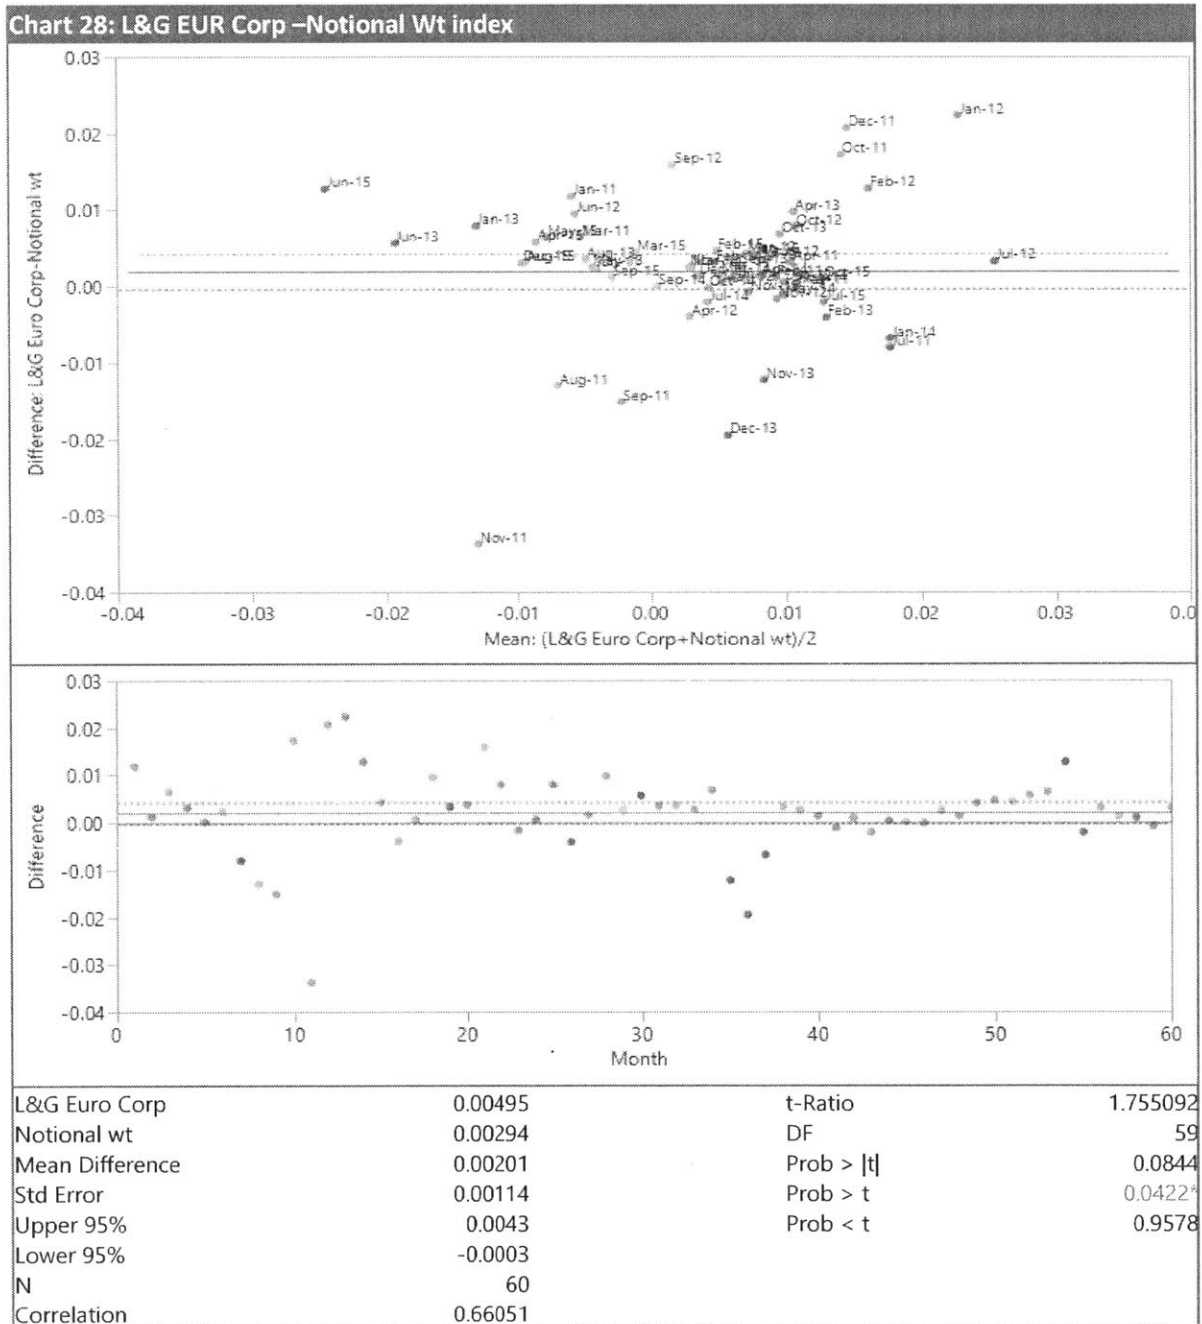 Chart 28: L&G EUR Corp –Notional Wt index
0.03
0.02
0.01
0.00
-0.01
-0.02
-0.03
-0.04
Difference: L&G Euro Corp-Notional wt
Jan-12
Dec-11
Oct-11
Sep-12
Feb-12
Jun-15
Jan-11
Jun-12
Apr-13
Oct-12
Oct-13
Jan-13
Jun-13
Mar-11
Mar-15
Feb-15
Jul-12
Sep-15
Sep-14
Jul-14
Jul-15
Apr-12
Feb-13
Jan-14
Jul-11
Aug-11
Sep-11
Nov-13
Dec-13
Nov-11
-0.04 -0.03 -0.02 -0.01 0.00 0.01 0.02 0.03 0.0
Mean: (L&G Euro Corp+Notional wt)/2
0.03
0.02
0.01
0.00
-0.01
-0.02
-0.03
-0.04
Difference
0 10 20 30 40 50 60
Month
L&G Euro Corp 0.00495 t-Ratio 1.755092
Notional wt 0.00294 DF 59
Mean Difference 0.00201 Prob > |t| 0.0844
Std Error 0.00114 Prob > t 0.0422*
Upper 95% 0.0043 Prob < t 0.9578
Lower 95% -0.0003
N 60
Correlation 0.66051